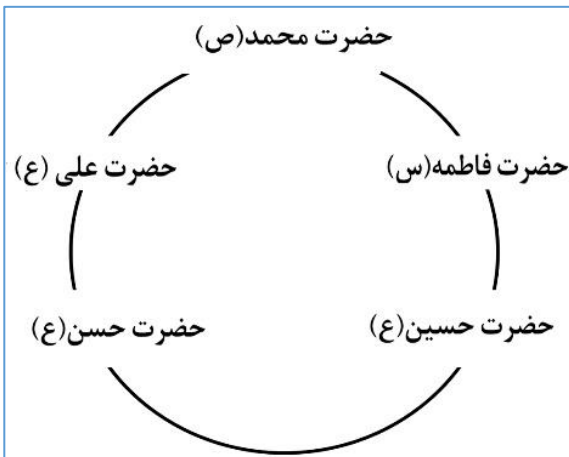 حضرت محمد(ص)
حضرت فاطمه(س)
حضرت علی (ع)
حضرت حسین(ع)
حضرت حسن(ع)